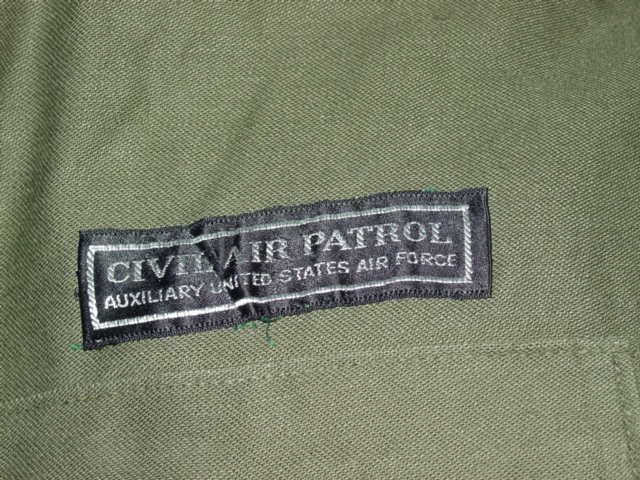 CIVIL AIR PATROL
AUXILIARY UNITED STATES AIR FORCE